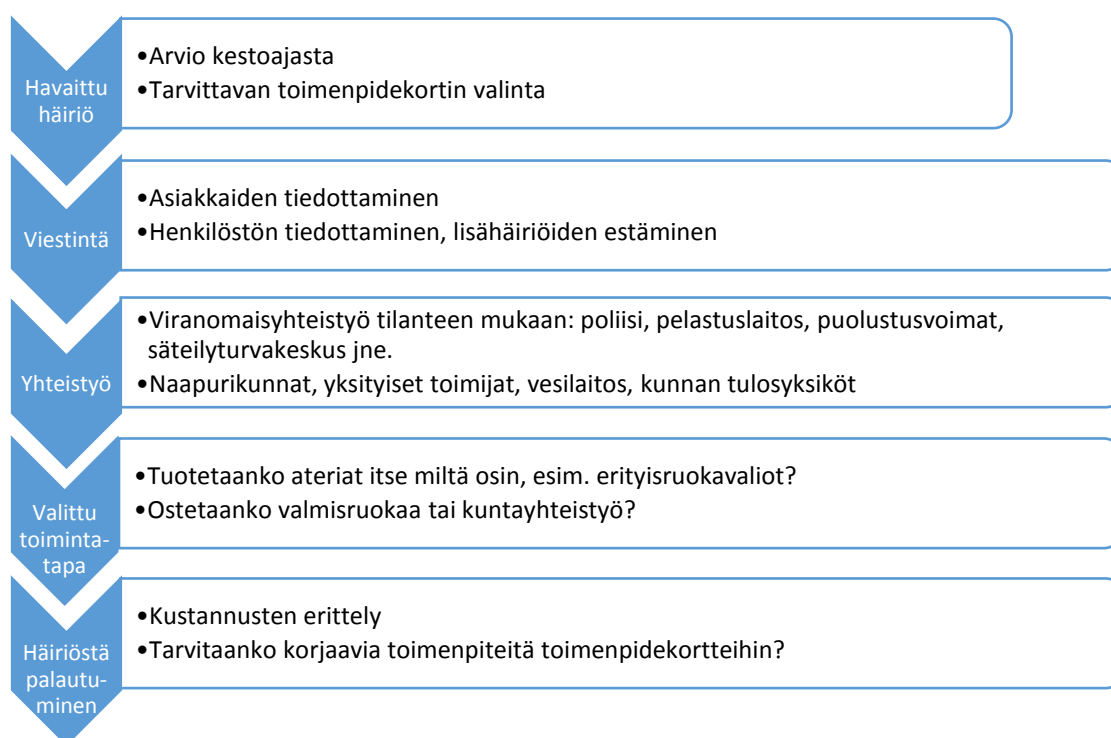 Havaittu
häiriö
•Arvio kestoajasta
•Tarvittavan toimenpidekortin valinta
Viestintä
•Asiakkaiden tiedottaminen
•Henkilöstön tiedottaminen, lisähäiriöiden estäminen
Yhteistyö
•Viranomaisyhteistyö tilanteen mukaan: poliisi, pelastuslaitos, puolustusvoimat,
säteilyturvakeskus jne.
•Naapurikunnat, yksityiset toimijat, vesilaitos, kunnan tulosyksiköt
Valittu
toiminta-
tapa
•Tuotetaanko ateriat itse miltä osin, esim. erityisruokavaliot?
•Ostetaanko valmisruokaa tai kuntayhteistyö?
Häiriöstä
palautu-
minen
•Kustannusten erittely
•Tarvitaanko korjaavia toimenpiteitä toimenpidekortteihin?